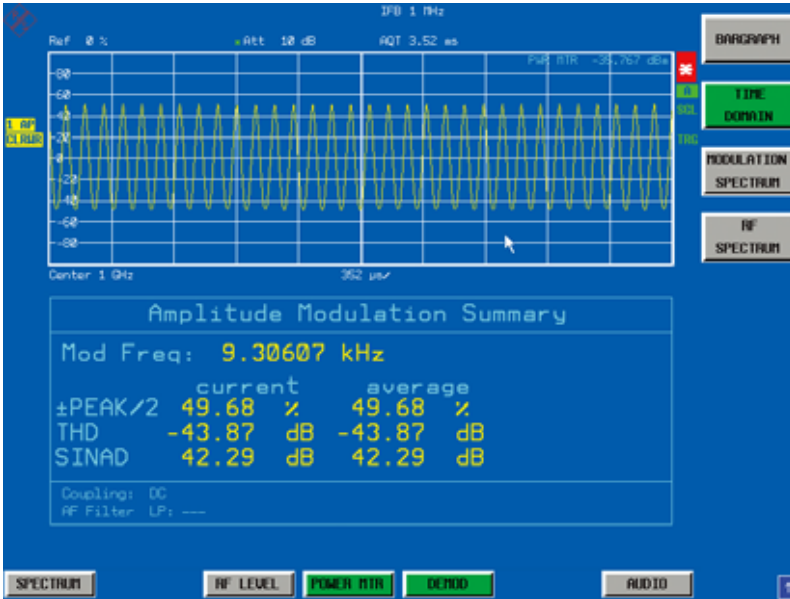 IFB 1 MHz
Ref 0 % Att 10 dB AQT 3.52 ms
PWR MTR -35.767 dBm
-80
-60
-40
-20
0
-20
-40
-60
-80
1 AP
CLRWR
A
SGL
TRG
Center 1 GHz 352 µs/
BARGRAPH
TIME
DOMAIN
MODULATION
SPECTRUM
RF
SPECTRUM
Amplitude Modulation Summary
Mod Freq: 9.30607 kHz
current average
±PEAK/2 49.68 % 49.68 %
THD -43.87 dB -43.87 dB
SINAD 42.29 dB 42.29 dB
Coupling: DC
AF Filter LP: ---
SPECTRUM RF LEVEL POWER MTR DEMOD AUDIO